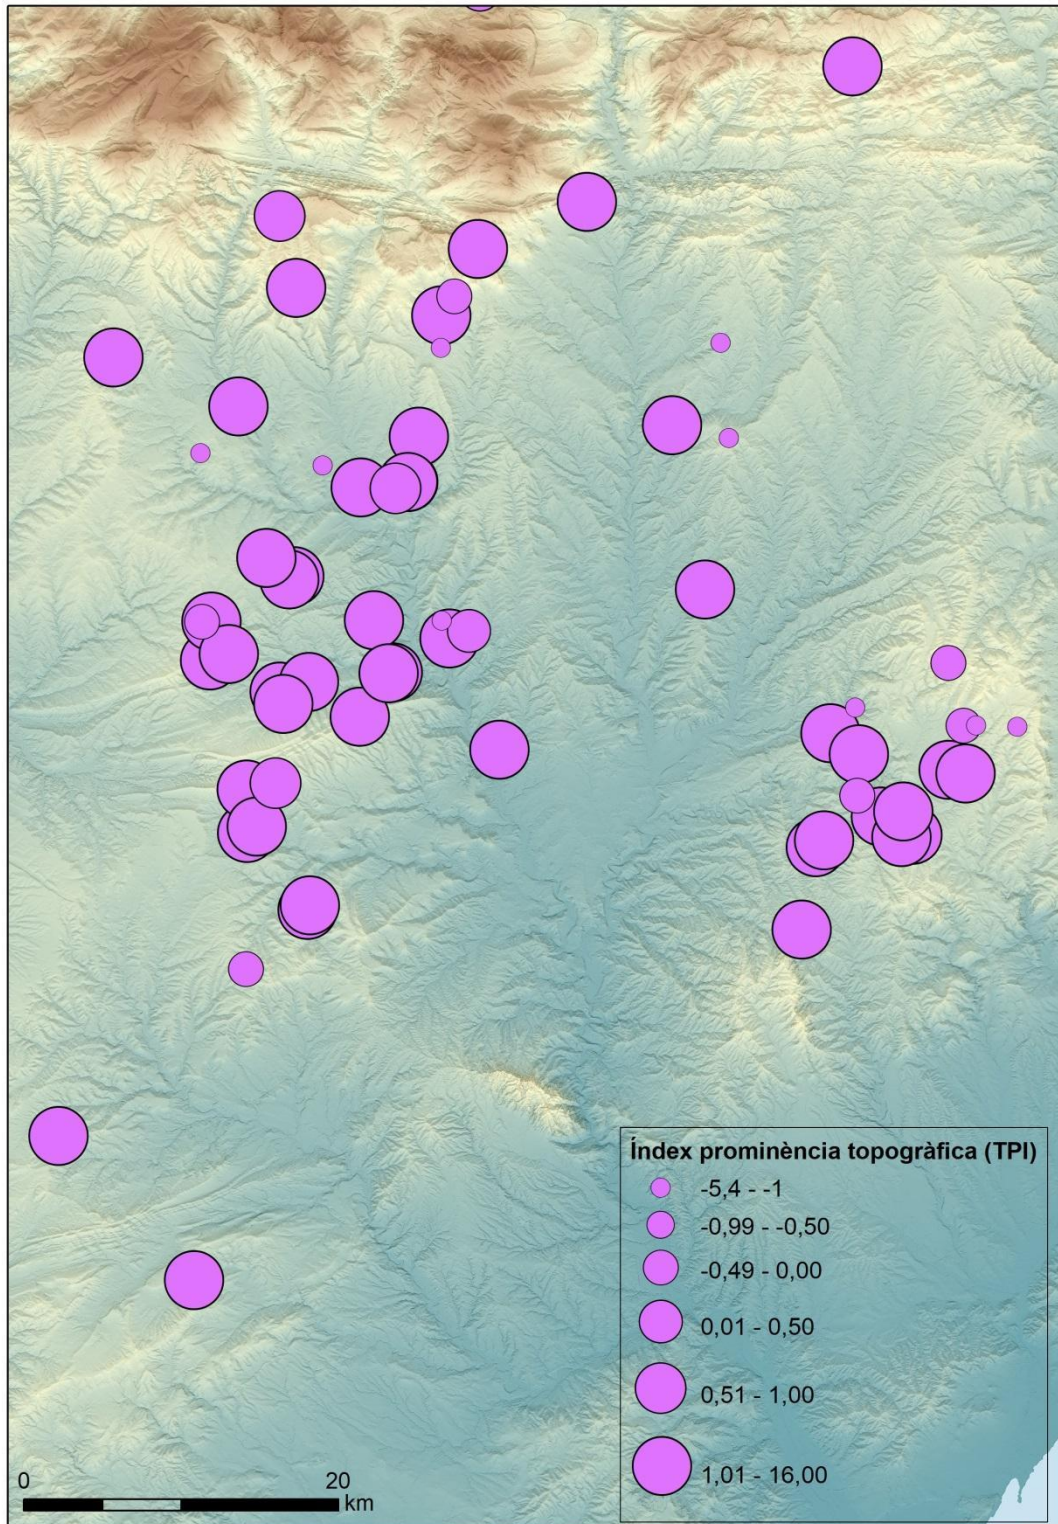 Índex prominència topogràfica (TPI)
-5,4 - -1
-0,99 - -0,50
-0,49 - 0,00
0,01 - 0,50
0,51 - 1,00
1,01 - 16,00
0 20
km